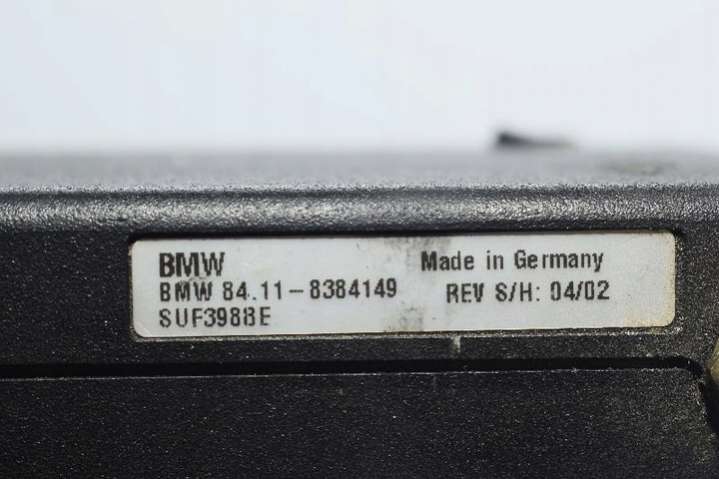 BMW
Made in Germany
BMW 84.11-8384149
REV S/H: 04/02
SUF3988E